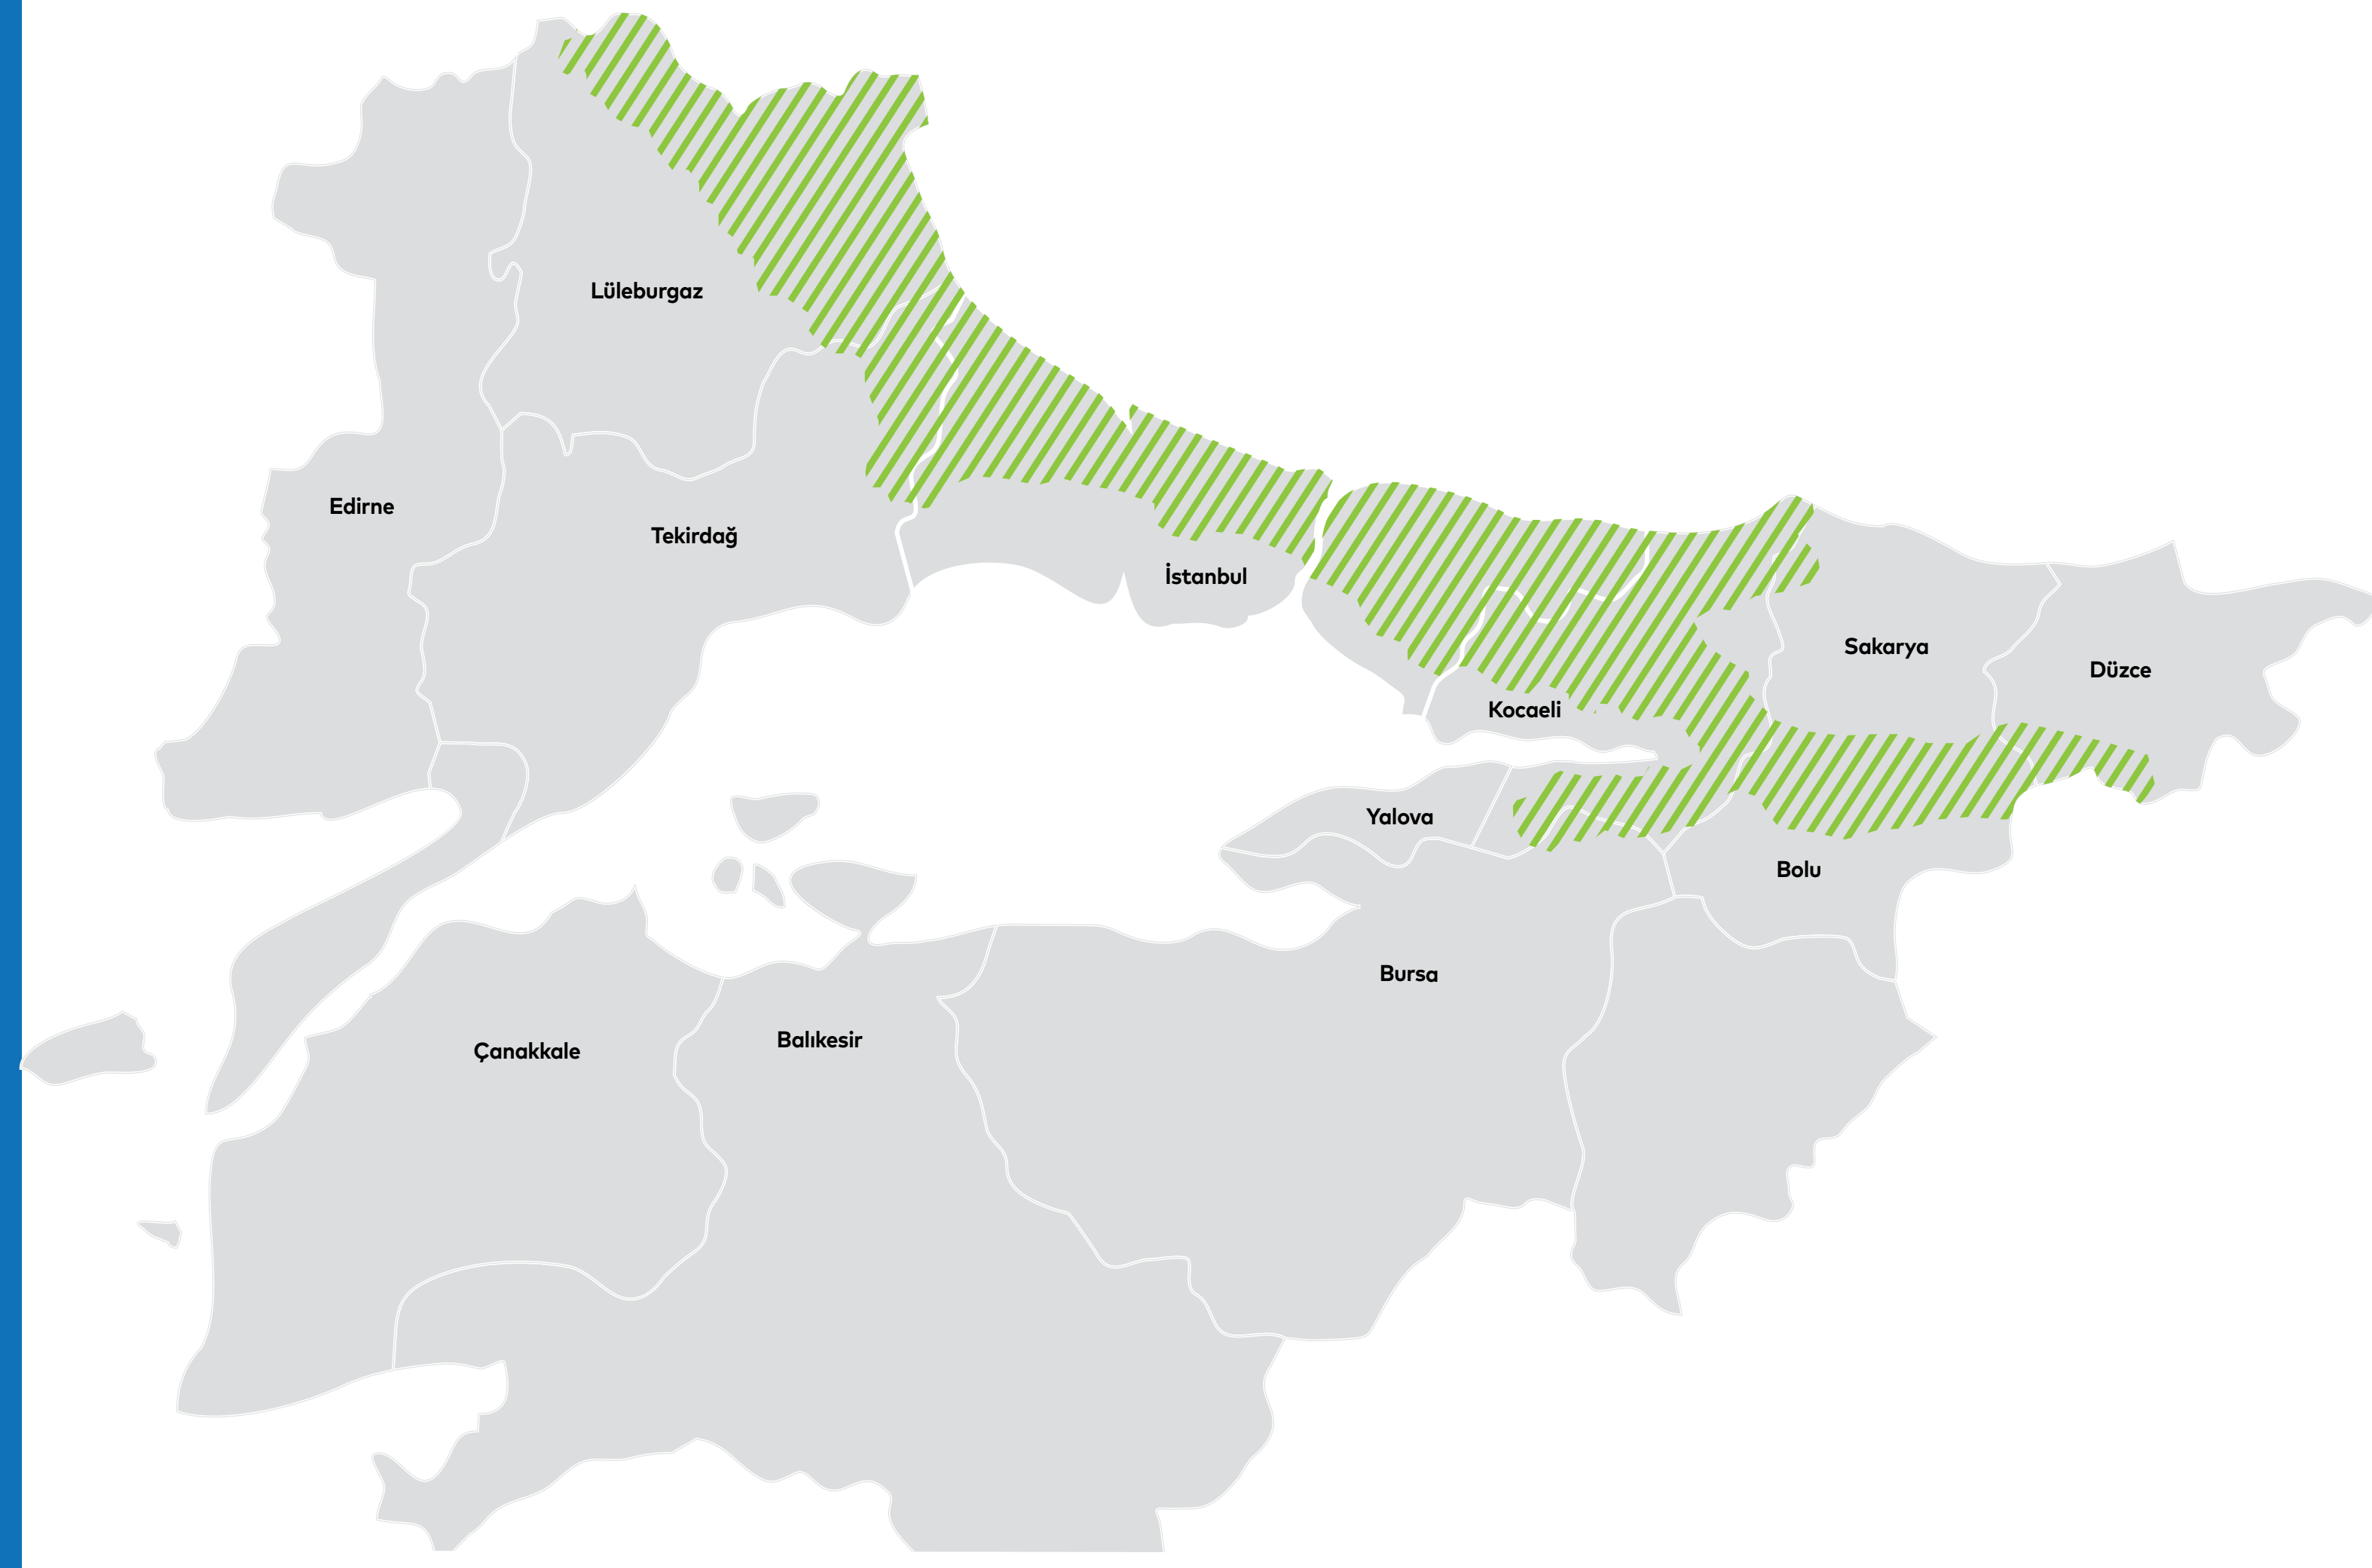 Lüleburgaz
Edirne
Tekirdağ
İstanbul
Sakarya
Düzce
Kocaeli
Yalova
Bolu
Bursa
Balıkesir
Çanakkale